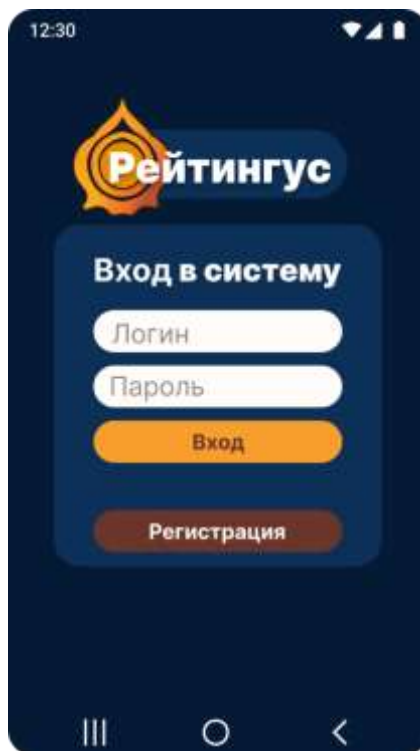 12:30
Рейтингус
Вход в систему
Логин
Пароль
Вход
Регистрация